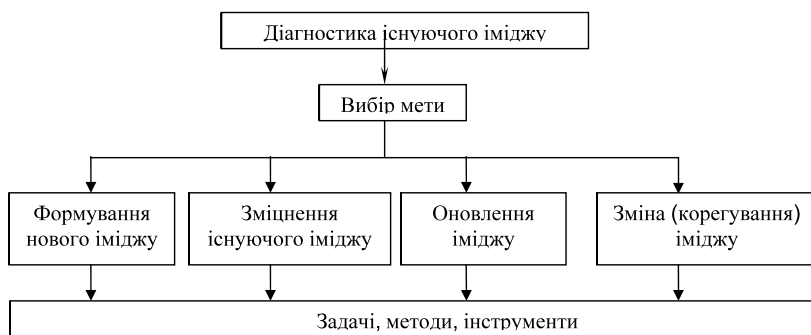 Діагностика існуючого іміджу
Вибір мети
Формування
нового іміджу
Зміцнення
існуючого іміджу
Оновлення
іміджу
Зміна (корегування)
іміджу
Задачі, методи, інструменти